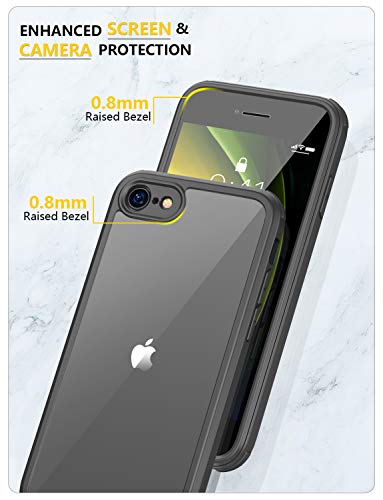 ENHANCED SCREEN &
CAMERA PROTECTION
0.8mm
Raised Bezel
0.8mm
Raised Bezel